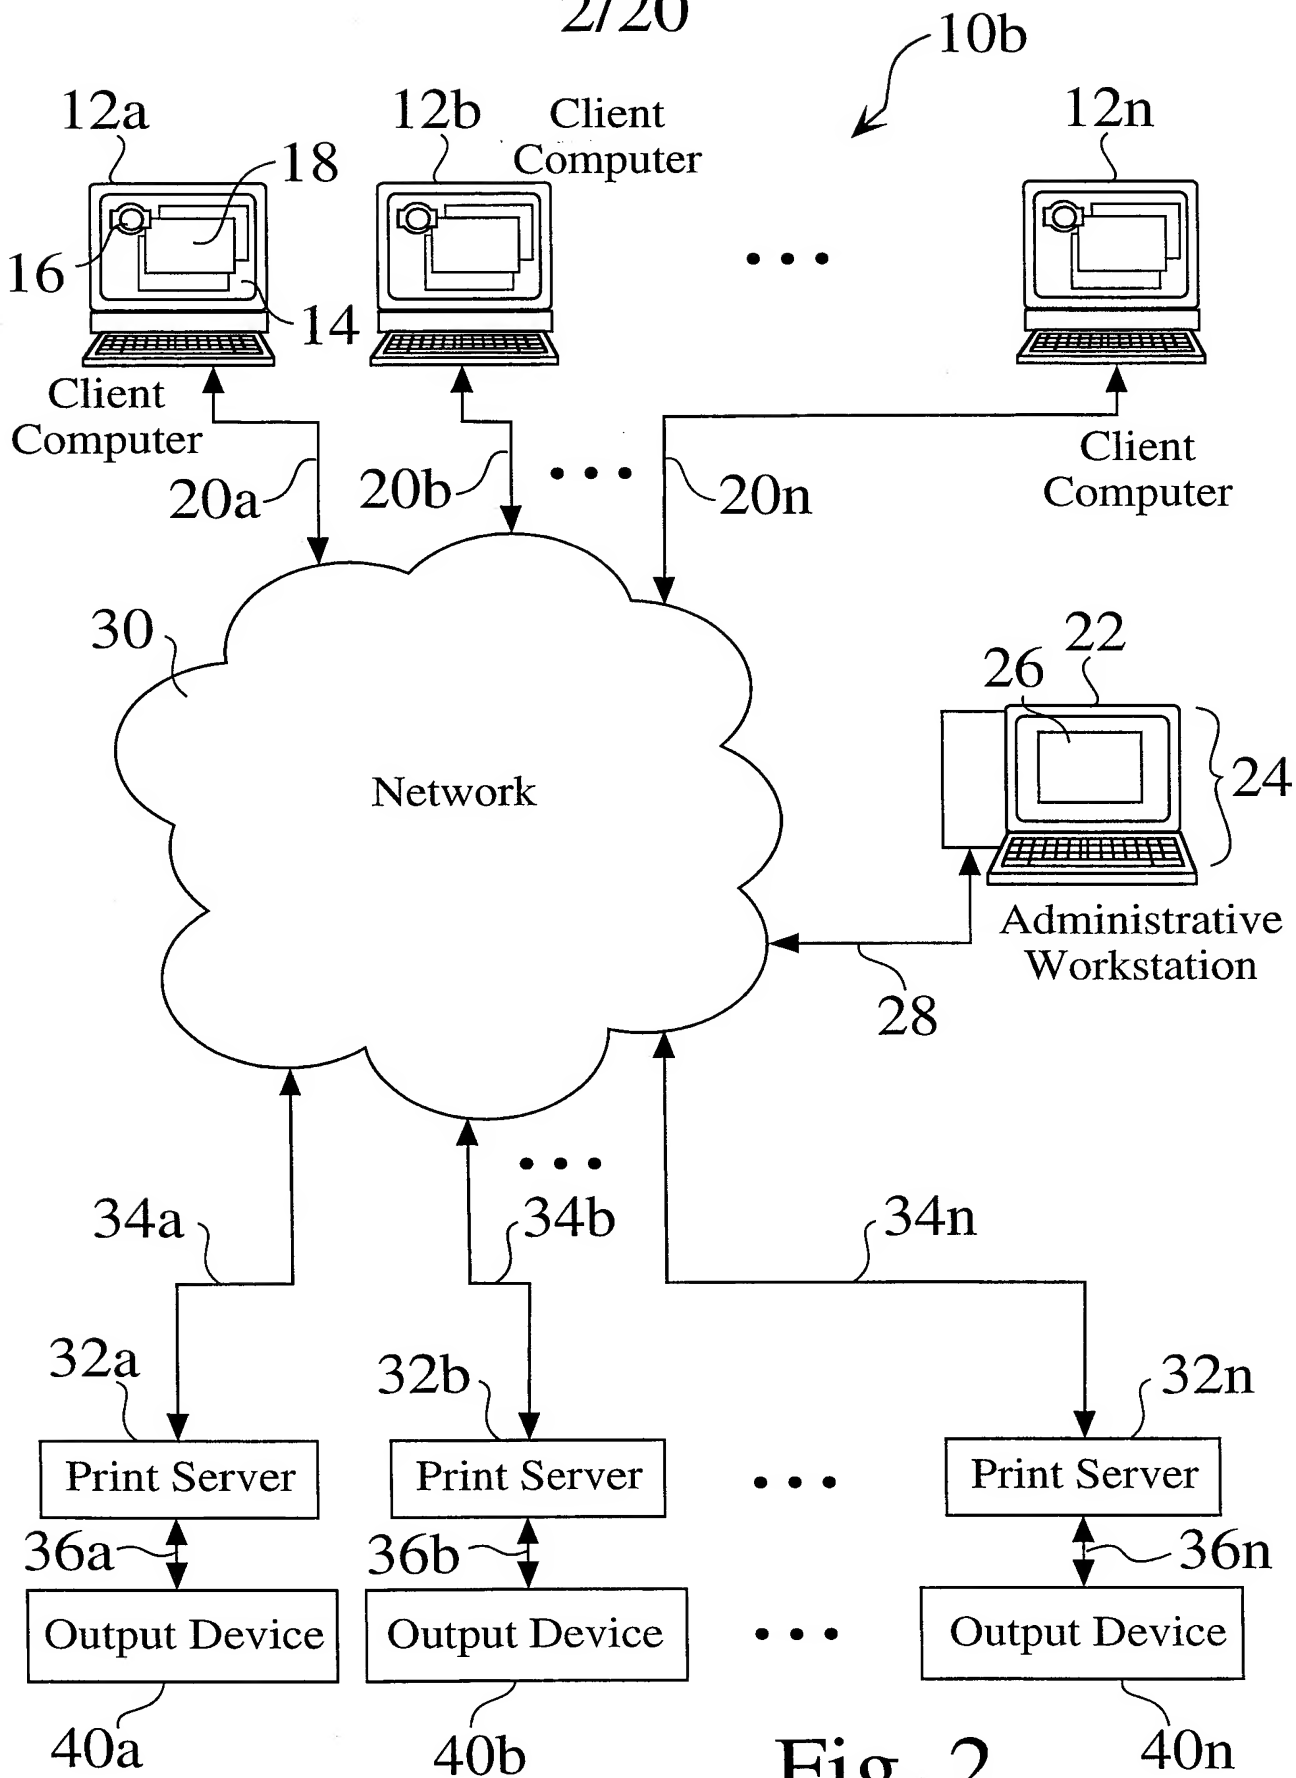 2/20
10b
12a
12b
Client
Computer
12n
18
16
14
Client
Computer
Client
Computer
20a
20b
20n
30
22
26
24
Network
Administrative
Workstation
28
34a
34b
34n
32a
32b
32n
Print Server
Print Server
Print Server
36a
36b
36n
Output Device
Output Device
Output Device
40a
40b
40n
Fig. 2